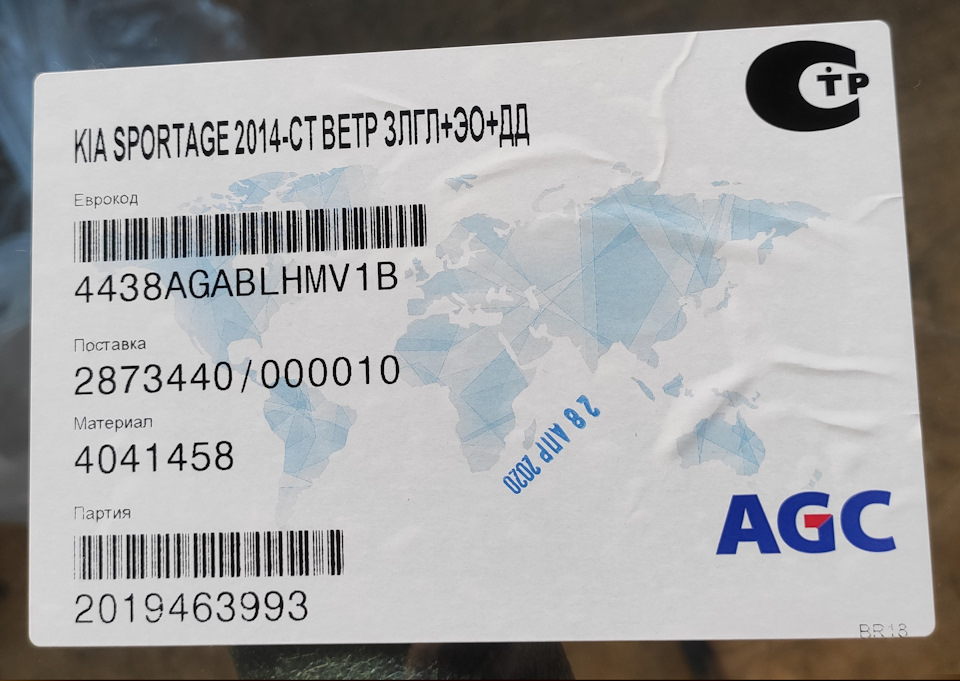 KIA SPORTAGE 2014-СТ ВЕТР ЗЛГЛ+ЭО+ДД
Еврокод
4438AGABLHMV1B
Поставка
2873440/000010
Материал
4041458
Партия
2019463993
28 АПР 2020
СТР
AGC
BR13